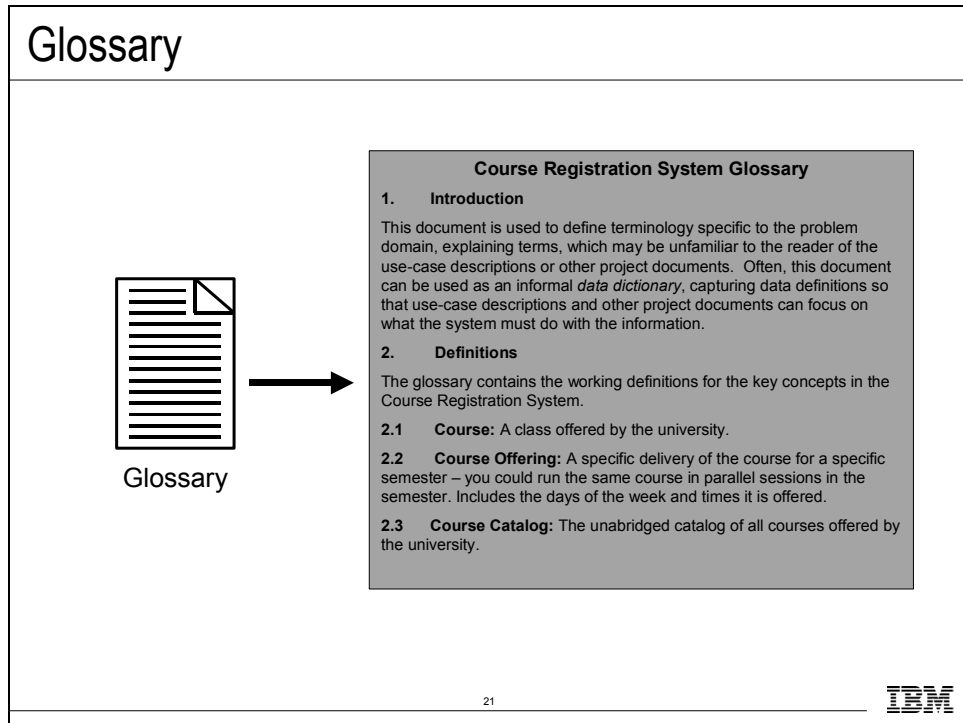 Glossary
Course Registration System Glossary
1. Introduction
This document is used to define terminology specific to the problem
domain, explaining terms, which may be unfamiliar to the reader of the
use-case descriptions or other project documents. Often, this document
can be used as an informal data dictionary, capturing data definitions so
that use-case descriptions and other project documents can focus on
what the system must do with the information.
2. Definitions
The glossary contains the working definitions for the key concepts in the
Course Registration System.
2.1 Course: A class offered by the university.
2.2 Course Offering: A specific delivery of the course for a specific
semester – you could run the same course in parallel sessions in the
semester. Includes the days of the week and times it is offered.
2.3 Course Catalog: The unabridged catalog of all courses offered by
the university.
Glossary
21
IBM